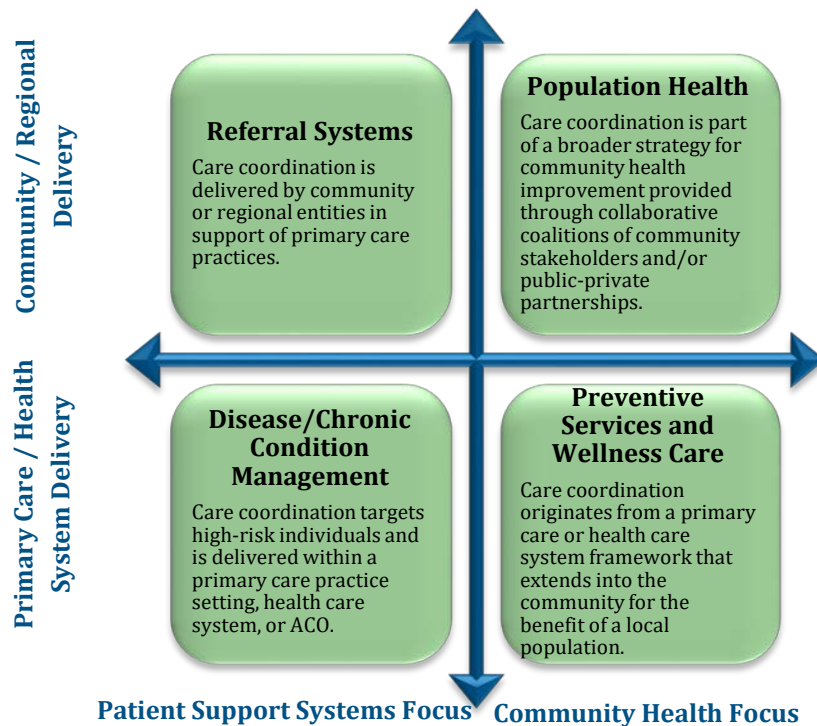 Community / Regional
Delivery
Referral Systems
Care coordination is
delivered by community
or regional entities in
support of primary care
practices.
Population Health
Care coordination is part
of a broader strategy for
community health
improvement provided
through collaborative
coalitions of community
stakeholders and/or
public-private
partnerships.
Primary Care / Health
System Delivery
Disease/Chronic
Condition
Management
Care coordination targets
high-risk individuals and
is delivered within a
primary care practice
setting, health care
system, or ACO.
Preventive
Services and
Wellness Care
Care coordination
originates from a primary
care or health care
system framework that
extends into the
community for the
benefit of a local
population.
Patient Support Systems Focus
Community Health Focus